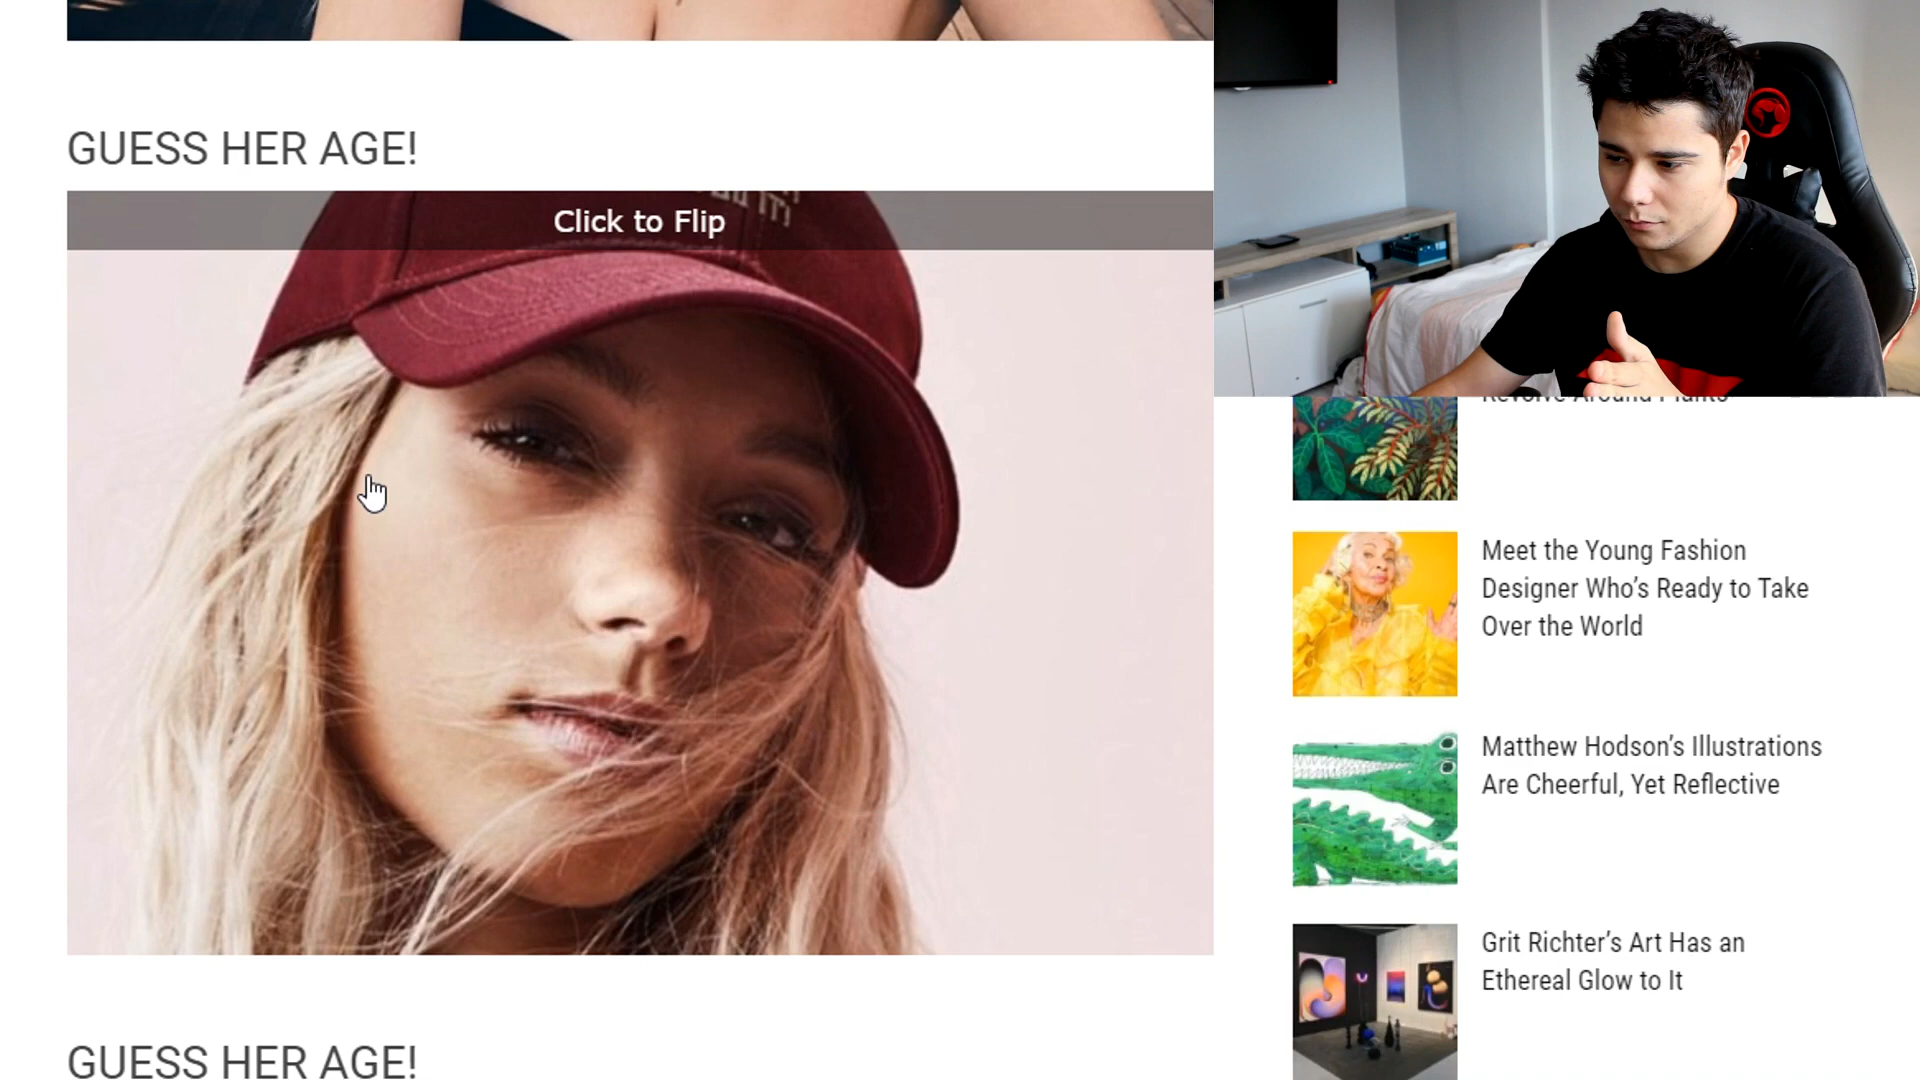 GUESS HER AGE!
Click to Flip
Meet the Young Fashion
Designer Who’s Ready to Take
Over the World
Matthew Hodson’s Illustrations
Are Cheerful, Yet Reflective
Grit Richter’s Art Has an
Ethereal Glow to It
GUESS HER AGE!